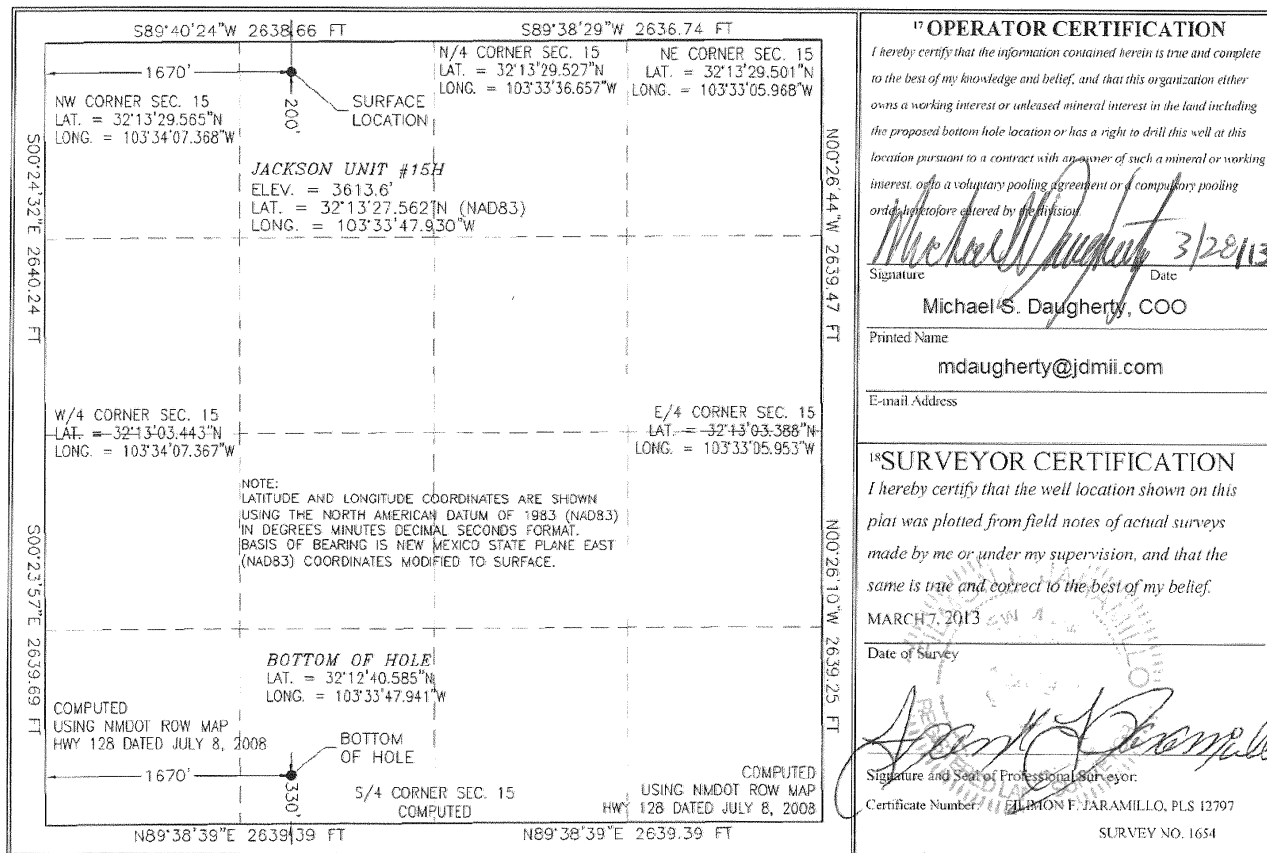 S89°40'24"W 2638.66 FT
S89°38'29"W 2636.74 FT
1670'
200'
SURFACE
LOCATION
N/4 CORNER SEC. 15
LAT. = 32°13'29.527"N
LONG. = 103°33'36.657"W
NE CORNER SEC. 15
LAT. = 32°13'29.501"N
LONG. = 103°33'05.968"W
NW CORNER SEC. 15
LAT. = 32°13'29.565"N
LONG. = 103°34'07.368"W
JACKSON UNIT #15H
ELEV. = 3613.6'
LAT. = 32°13'27.562"N (NAD83)
LONG. = 103°33'47.930"W
S00°24'32"E 2640.24 FT
N00°26'44"W 2639.47 FT
W/4 CORNER SEC. 15
LAT. = 32°13'03.443"N
LONG. = 103°34'07.367"W
E/4 CORNER SEC. 15
LAT. = 32°13'03.388"N
LONG. = 103°33'05.953"W
NOTE:
LATITUDE AND LONGITUDE COORDINATES ARE SHOWN
USING THE NORTH AMERICAN DATUM OF 1983 (NAD83)
IN DEGREES MINUTES DECIMAL SECONDS FORMAT.
BASIS OF BEARING IS NEW MEXICO STATE PLANE EAST
(NAD83) COORDINATES MODIFIED TO SURFACE.
S00°23'57"E 2639.69 FT
N00°26'10"W 2639.25 FT
BOTTOM OF HOLE
LAT. = 32°12'40.585"N
LONG. = 103°33'47.941"W
COMPUTED
USING NMDOT ROW MAP
HWY 128 DATED JULY 8, 2008
1670'
330'
BOTTOM
OF HOLE
S/4 CORNER SEC. 15
COMPUTED
COMPUTED
USING NMDOT ROW MAP
HWY 128 DATED JULY 8, 2008
N89°38'39"E 2639.39 FT
N89°38'39"E 2639.39 FT
17 OPERATOR CERTIFICATION
I hereby certify that the information contained herein is true and complete
to the best of my knowledge and belief, and that this organization either
owns a working interest or unleased mineral interest in the land including
the proposed bottom hole location or has a right to drill this well at this
location pursuant to a contract with an owner of such a mineral or working
interest, or to a voluntary pooling agreement or a compulsory pooling
order heretofore entered by the division.
Michael S Daugherty 3/28/13
Signature Date
Michael S. Daugherty, COO
Printed Name
mdaugherty@jdmii.com
E-mail Address
18 SURVEYOR CERTIFICATION
I hereby certify that the well location shown on this
plat was plotted from field notes of actual surveys
made by me or under my supervision, and that the
same is true and correct to the best of my belief.
MARCH 7, 2013
Date of Survey
Signature and Seal of Professional Surveyor:
Certificate Number: FILIMON F. JARAMILLO, PLS 12797
SURVEY NO. 1654